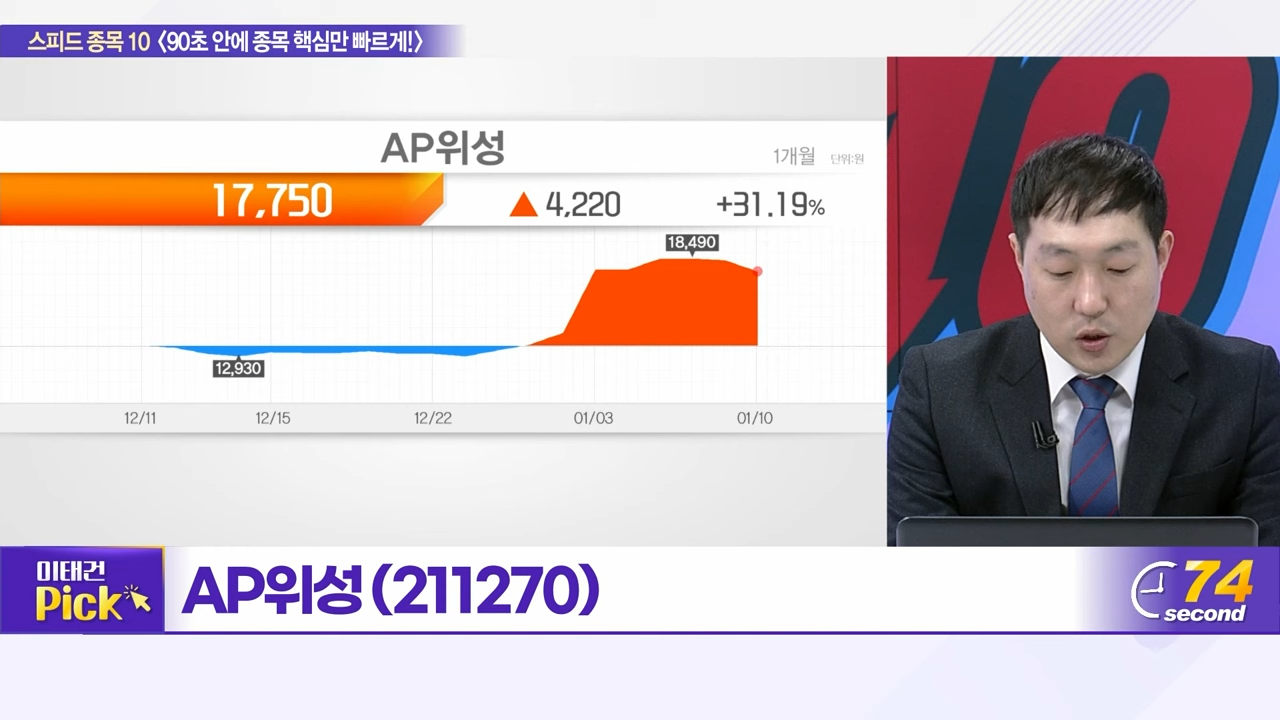 스피드 종목 10 〈90초 안에 종목 핵심만 빠르게!〉
AP위성
1개월 단위:원
17,750 ▲ 4,220 +31.19%
18,490
12,930
12/11 12/15 12/22 01/03 01/10
이태건
Pick
AP위성(211270)
74
second